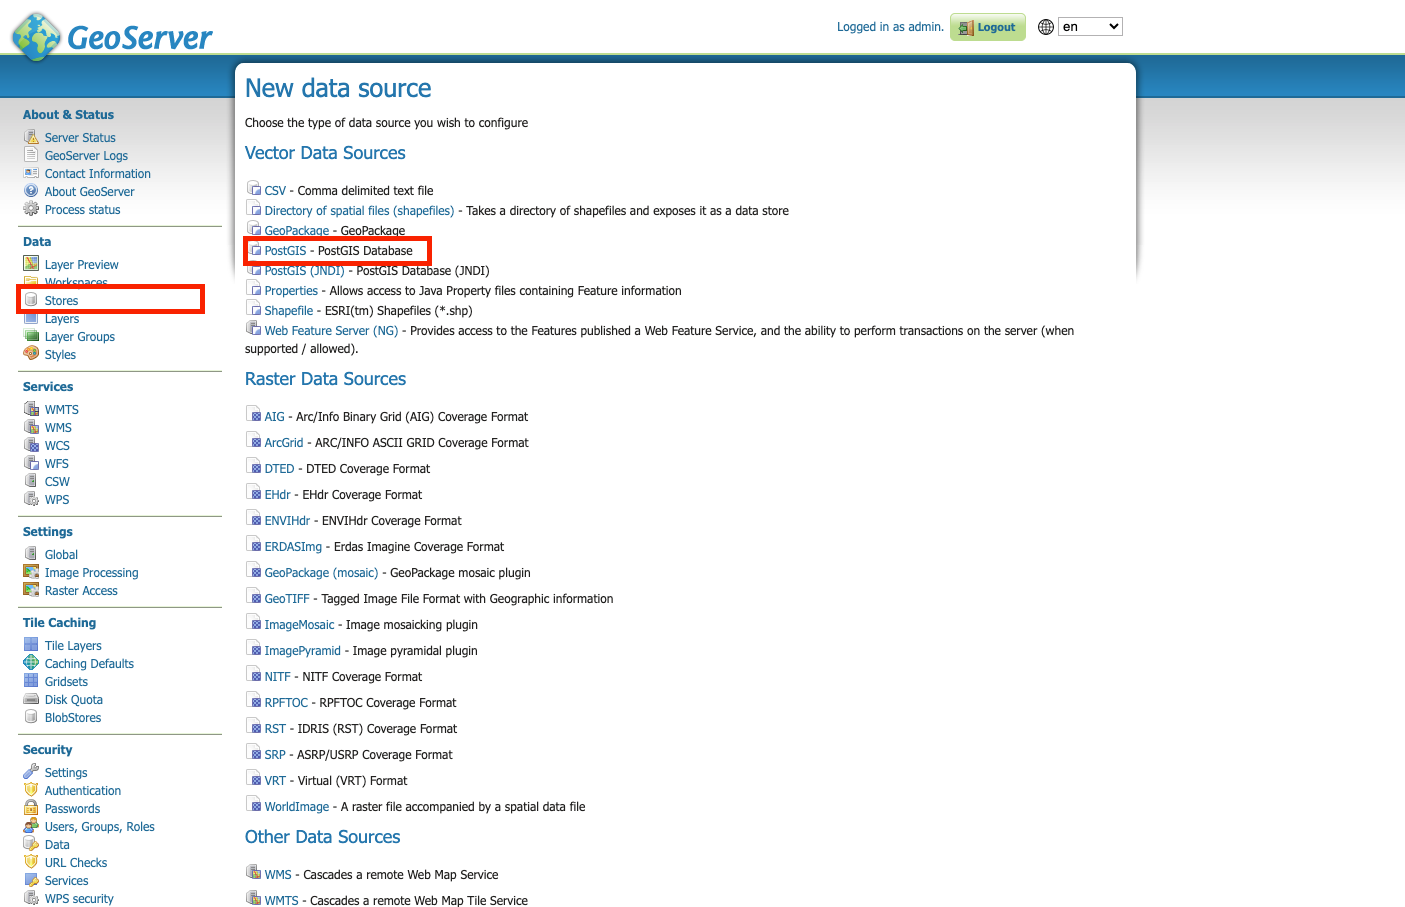 GeoServer
Logged in as admin.
Logout
en
About & Status
Server Status
GeoServer Logs
Contact Information
About GeoServer
Process status
Data
Layer Preview
Workspaces
Stores
Layers
Layer Groups
Styles
Services
WMTS
WMS
WCS
WFS
CSW
WPS
Settings
Global
Image Processing
Raster Access
Tile Caching
Tile Layers
Caching Defaults
Gridsets
Disk Quota
BlobStores
Security
Settings
Authentication
Passwords
Users, Groups, Roles
Data
URL Checks
Services
WPS security
New data source
Choose the type of data source you wish to configure
Vector Data Sources
CSV - Comma delimited text file
Directory of spatial files (shapefiles) - Takes a directory of shapefiles and exposes it as a data store
GeoPackage - GeoPackage
PostGIS - PostGIS Database
PostGIS (JNDI) - PostGIS Database (JNDI)
Properties - Allows access to Java Property files containing Feature information
Shapefile - ESRI(tm) Shapefiles (*.shp)
Web Feature Server (NG) - Provides access to the Features published a Web Feature Service, and the ability to perform transactions on the server (when
supported / allowed).
Raster Data Sources
AIG - Arc/Info Binary Grid (AIG) Coverage Format
ArcGrid - ARC/INFO ASCII GRID Coverage Format
DTED - DTED Coverage Format
EHdr - EHdr Coverage Format
ENVIHdr - ENVIHdr Coverage Format
ERDASImg - Erdas Imagine Coverage Format
GeoPackage (mosaic) - GeoPackage mosaic plugin
GeoTIFF - Tagged Image File Format with Geographic information
ImageMosaic - Image mosaicking plugin
ImagePyramid - Image pyramidal plugin
NITF - NITF Coverage Format
RPFTOC - RPFTOC Coverage Format
RST - IDRIS (RST) Coverage Format
SRP - ASRP/USRP Coverage Format
VRT - Virtual (VRT) Format
WorldImage - A raster file accompanied by a spatial data file
Other Data Sources
WMS - Cascades a remote Web Map Service
WMTS - Cascades a remote Web Map Tile Service